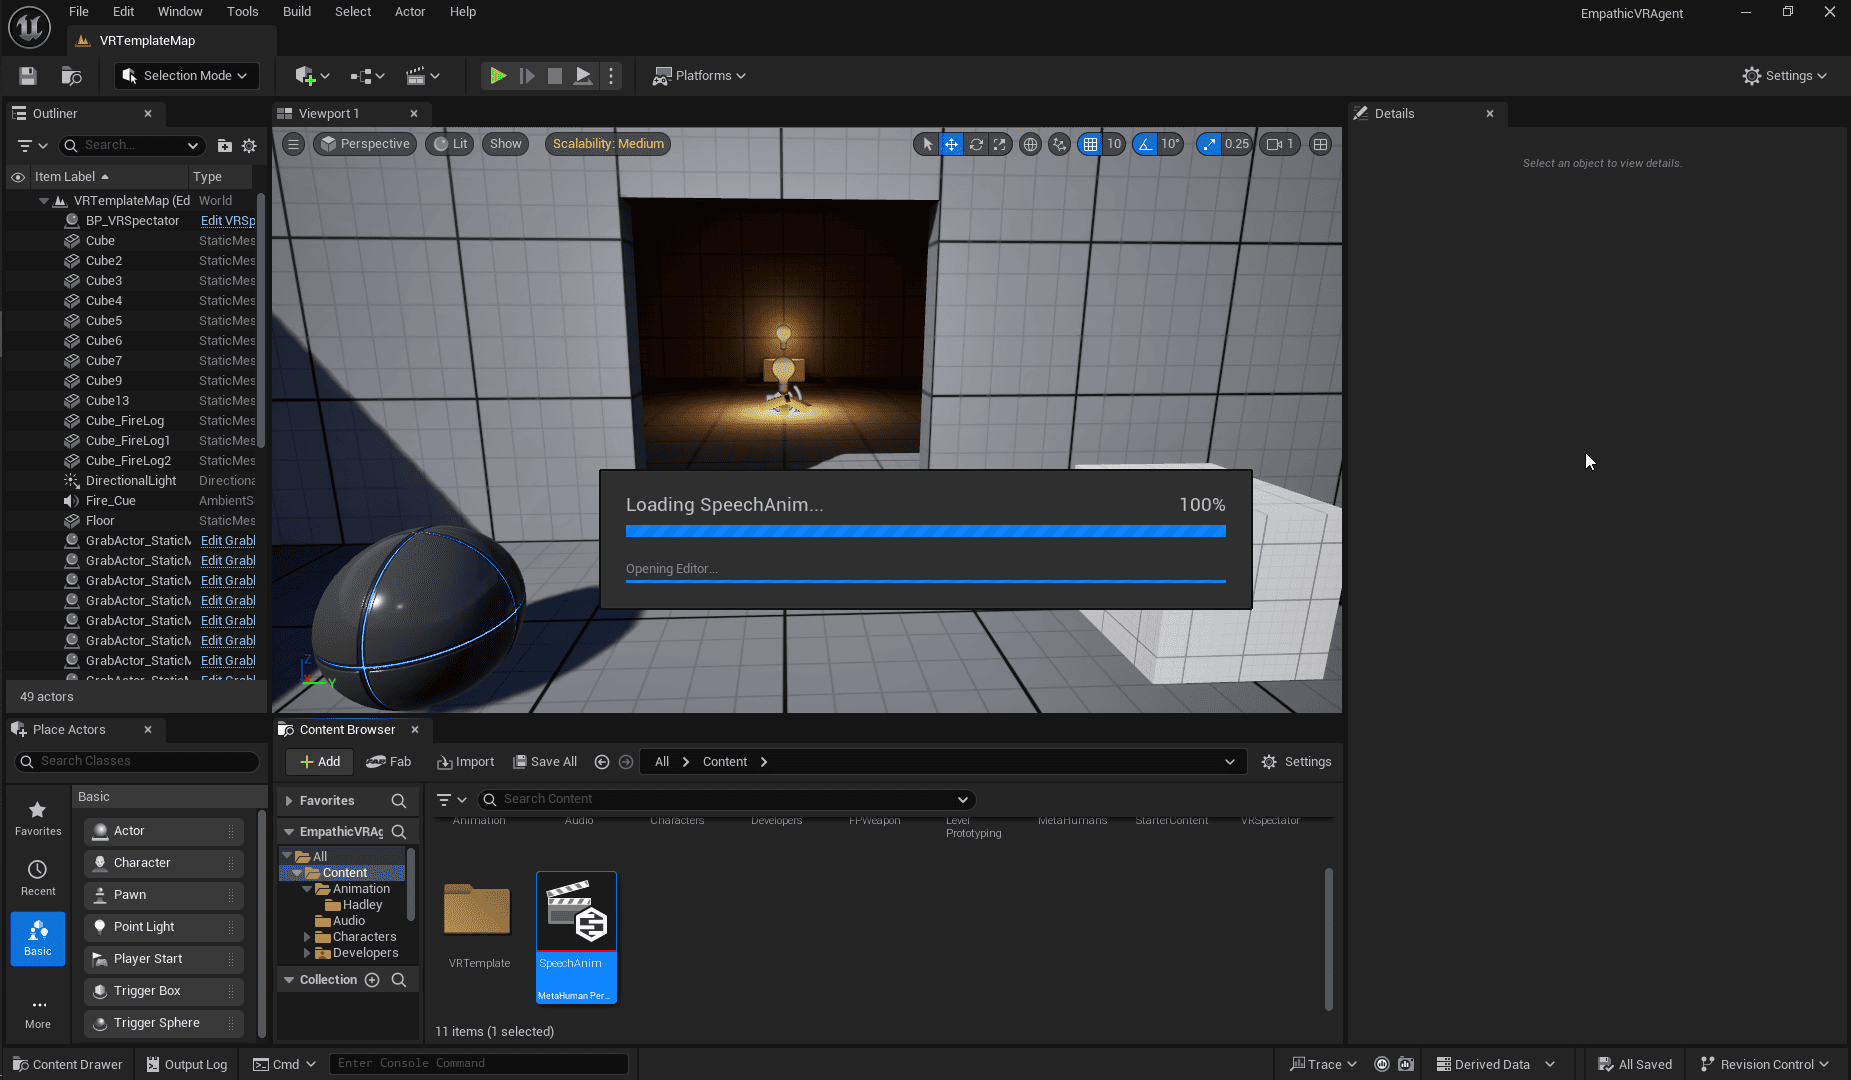 File Edit Window Tools Build Select Actor Help
EmpathicVRAgent
VRTemplateMap
Selection Mode
Platforms
Settings
Outliner
Search...
Item Label Type
VRTemplateMap (Ed World
BP_VRSpectator Edit VRSp
Cube StaticMes
Cube2 StaticMes
Cube3 StaticMes
Cube4 StaticMes
Cube5 StaticMes
Cube6 StaticMes
Cube7 StaticMes
Cube9 StaticMes
Cube13 StaticMes
Cube_FireLog StaticMes
Cube_FireLog1 StaticMes
Cube_FireLog2 StaticMes
DirectionalLight Directiona
Fire_Cue AmbientS
Floor StaticMes
GrabActor_StaticM Edit Grabl
GrabActor_StaticM Edit Grabl
GrabActor_StaticM Edit Grabl
GrabActor_StaticM Edit Grabl
GrabActor_StaticM Edit Grabl
GrabActor_StaticM Edit Grabl
GrabActor_StaticM Edit Grabl
49 actors
Viewport 1
Perspective Lit Show Scalability: Medium
10 10° 0.25 1
Z
Y
Loading SpeechAnim... 100%
Opening Editor...
Details
Select an object to view details.
Place Actors
Search Classes
Favorites
Recent
Basic
More
Basic
Actor
Character
Pawn
Point Light
Player Start
Trigger Box
Trigger Sphere
Content Browser
Add Fab Import Save All All Content Settings
Favorites
EmpathicVRAg
All
Content
Animation
Hadley
Audio
Characters
Developers
Collection
Search Content
Animation Audio Characters Developers FPWeapon Level Prototyping MetaHumans StarterContent VRSpectator
VRTemplate
SpeechAnim
MetaHuman Per...
11 items (1 selected)
Content Drawer Output Log Cmd Enter Console Command Trace Derived Data All Saved Revision Control